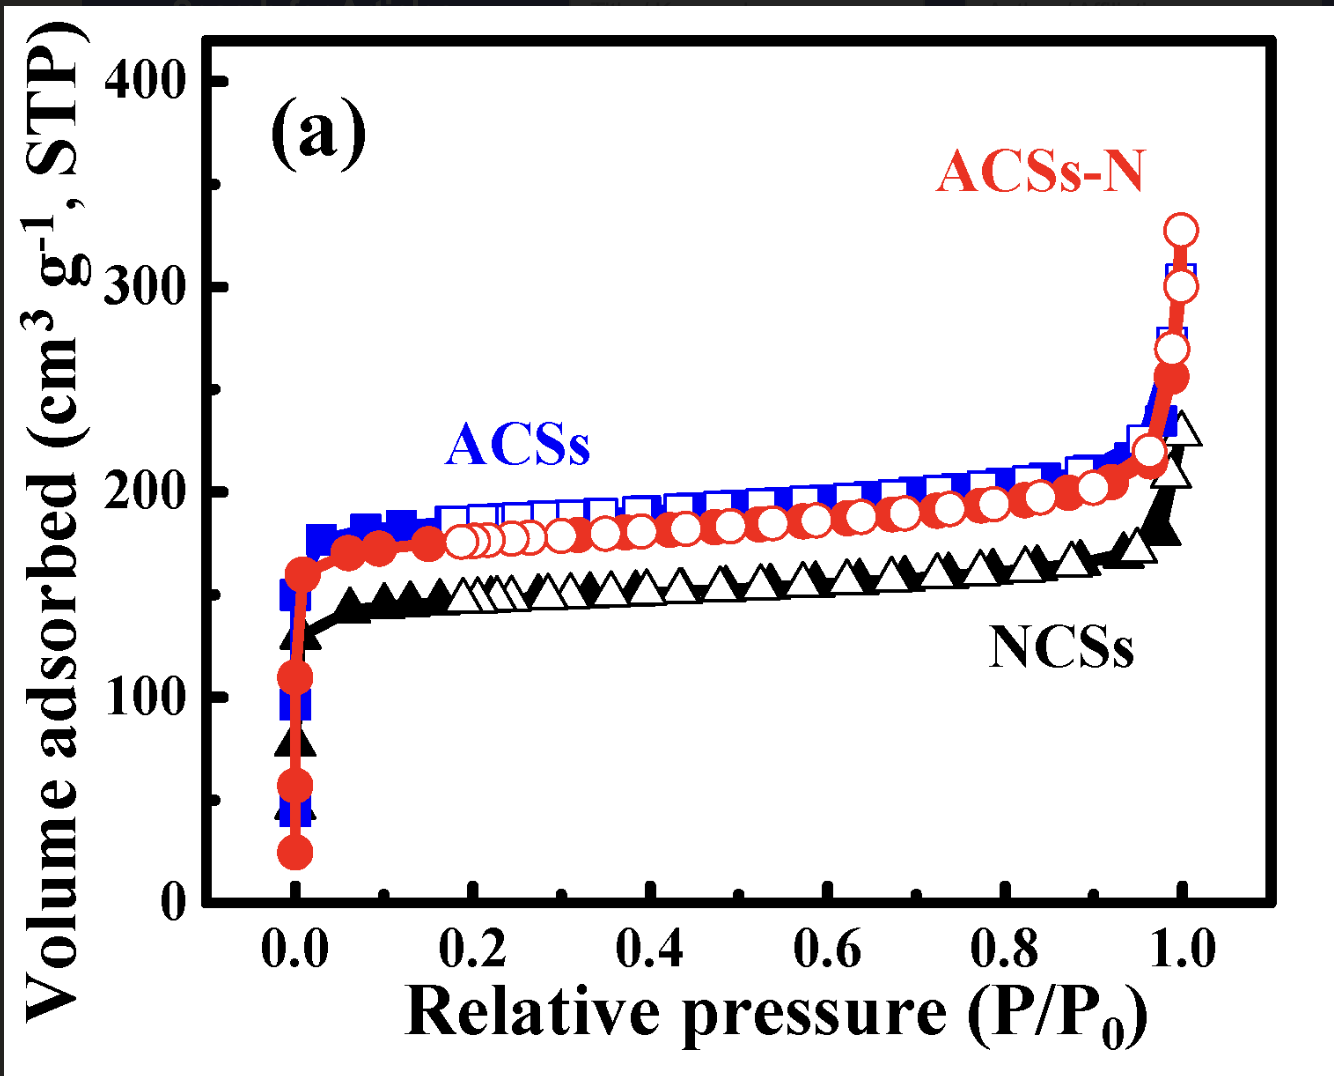 (a)
400
300
200
100
0
Volume adsorbed (cm³ g⁻¹, STP)
ACSs-N
ACSs
NCSs
0.0 0.2 0.4 0.6 0.8 1.0
Relative pressure (P/P₀)